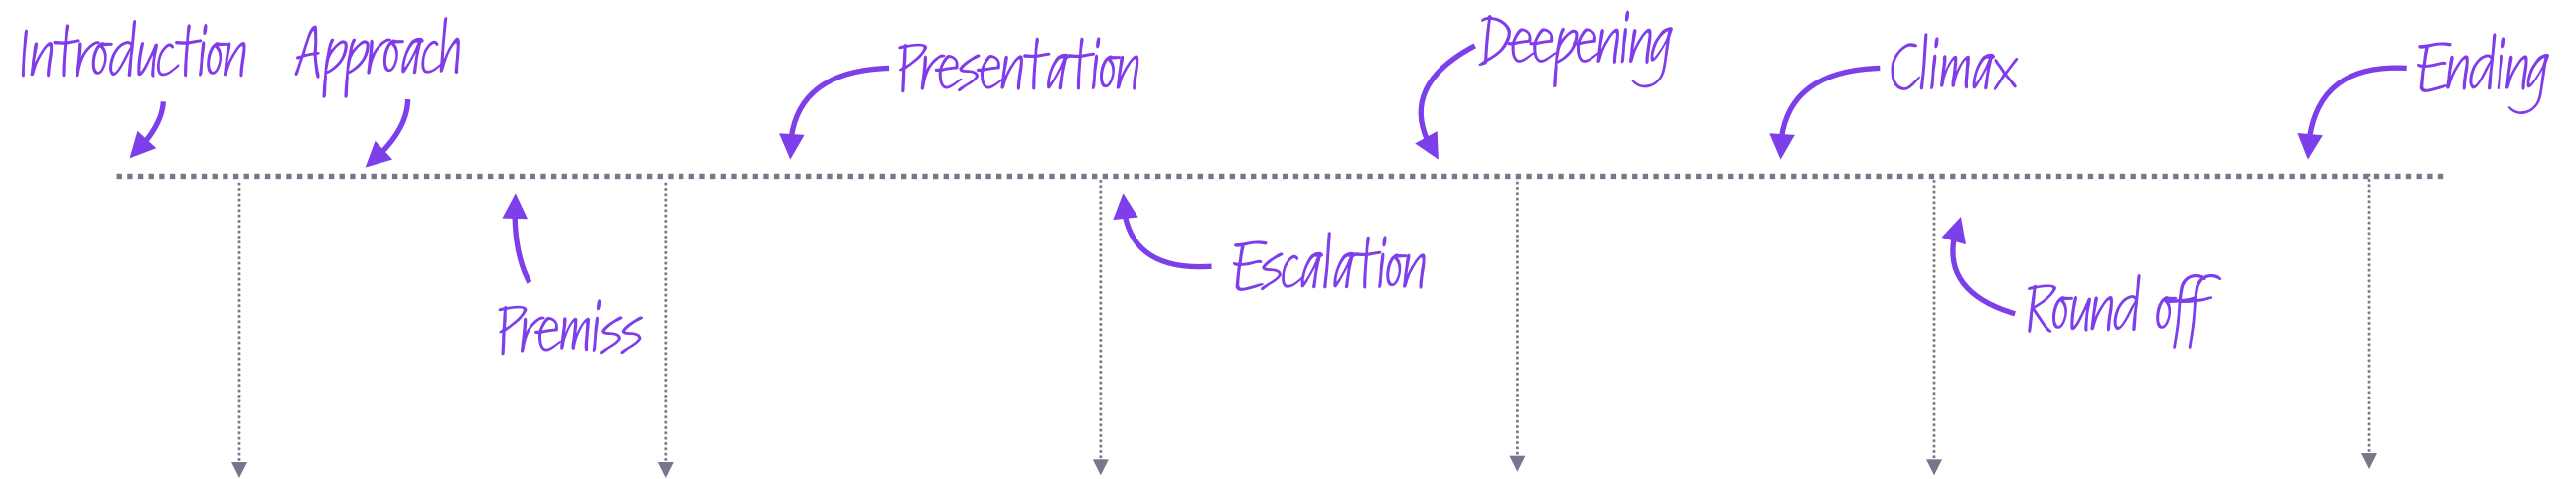 Introduction
Approach
Premiss
Presentation
Escalation
Deepening
Climax
Round off
Ending